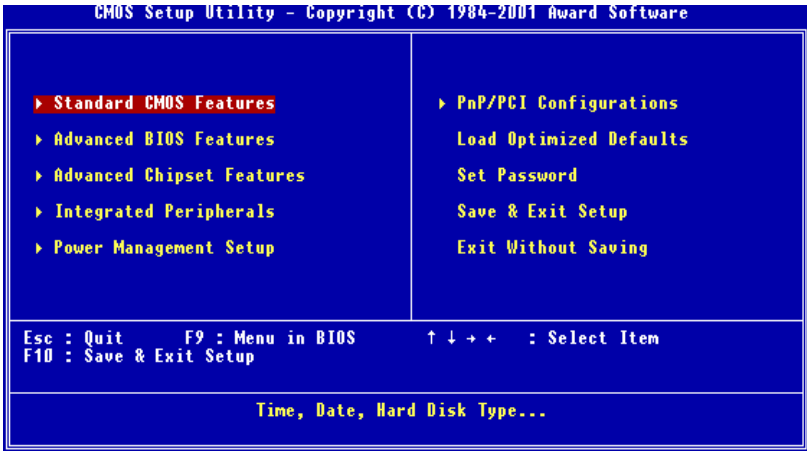 CMOS Setup Utility - Copyright (C) 1984-2001 Award Software
▸ Standard CMOS Features
▸ Advanced BIOS Features
▸ Advanced Chipset Features
▸ Integrated Peripherals
▸ Power Management Setup
▸ PnP/PCI Configurations
Load Optimized Defaults
Set Password
Save & Exit Setup
Exit Without Saving
Esc : Quit F9 : Menu in BIOS ↑ ↓ → ← : Select Item
F10 : Save & Exit Setup
Time, Date, Hard Disk Type...